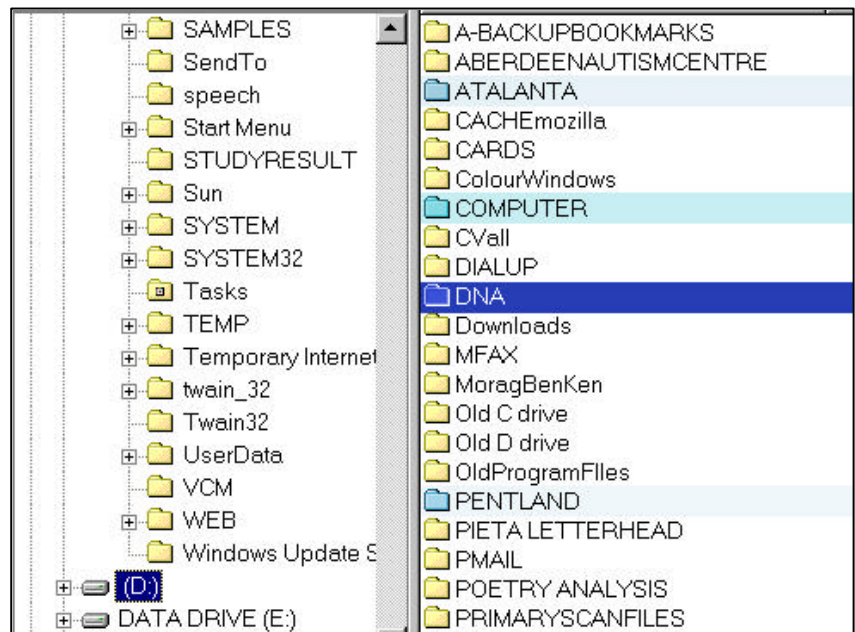 SAMPLES
SendTo
speech
Start Menu
STUDYRESULT
Sun
SYSTEM
SYSTEM32
Tasks
TEMP
Temporary Internet
twain_32
Twain32
UserData
VCM
WEB
Windows Update S
(D:)
DATA DRIVE (E:)
A-BACKUPBOOKMARKS
ABERDEENAUTISMCENTRE
ATALANTA
CACHEmozilla
CARDS
ColourWindows
COMPUTER
CVall
DIALUP
DNA
Downloads
MFAX
MoragBenKen
Old C drive
Old D drive
OldProgramFIles
PENTLAND
PIETA LETTERHEAD
PMAIL
POETRY ANALYSIS
PRIMARYSCANFILES